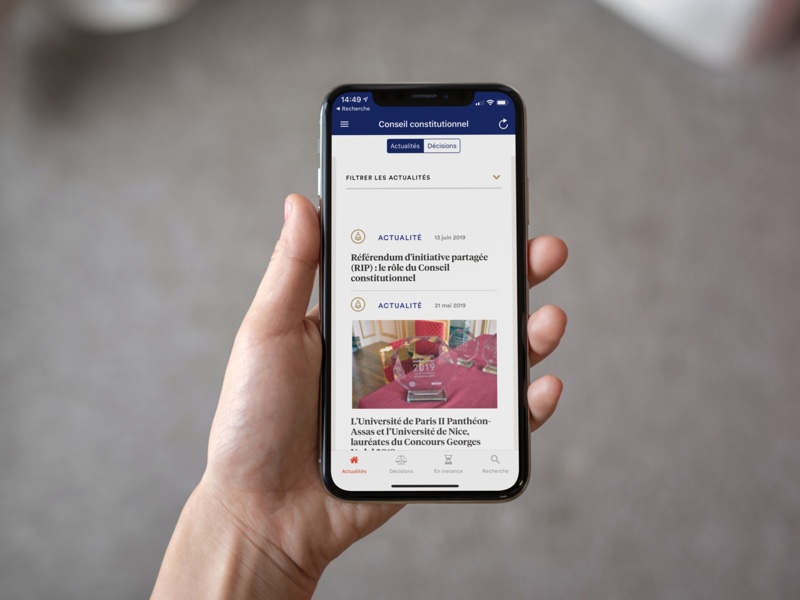 14:49
Recherche
Conseil constitutionnel
Actualités Décisions
FILTRER LES ACTUALITÉS
ACTUALITÉ 13 juin 2019
Référendum d'initiative partagée
(RIP) : le rôle du Conseil
constitutionnel
ACTUALITÉ 21 mai 2019
2019
L'Université de Paris II Panthéon-
Assas et l'Université de Nice,
lauréates du Concours Georges
Actualités Décisions En instance Recherche